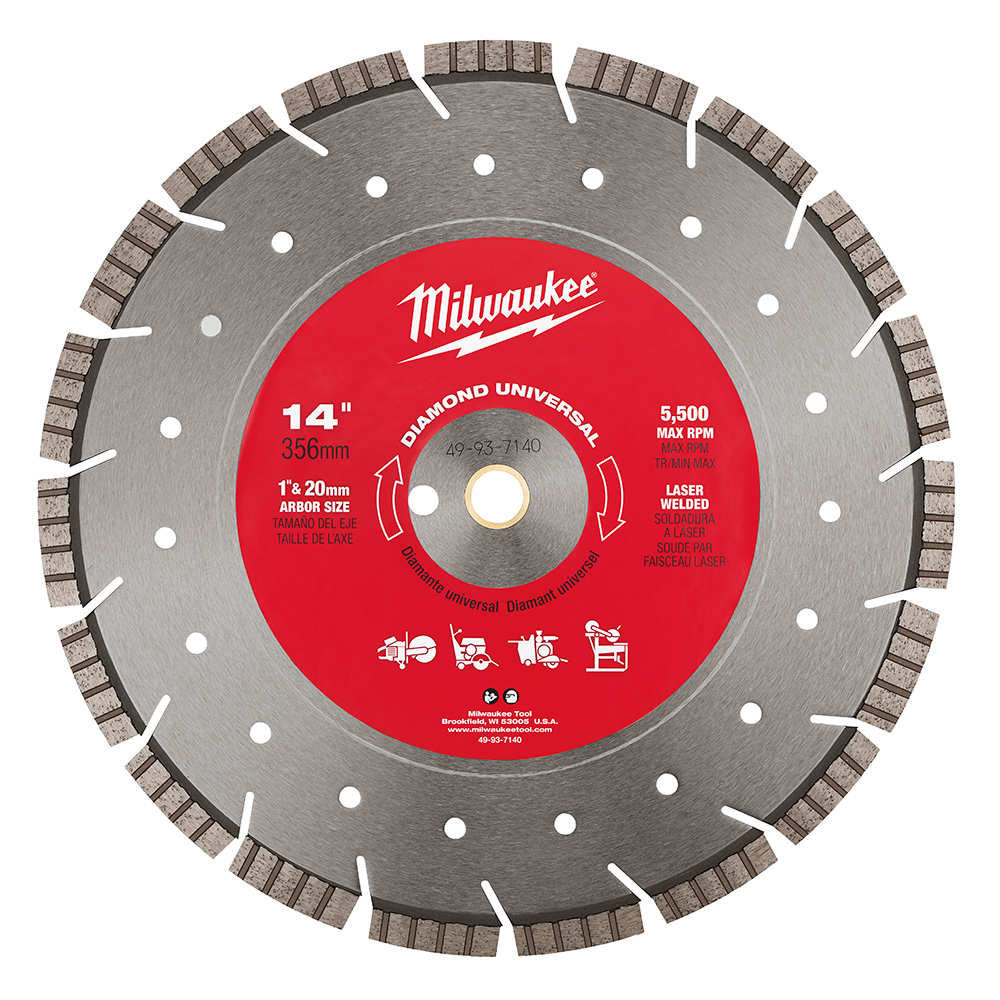 Milwaukee®
DIAMOND UNIVERSAL
49-93-7140
14"
356mm
1" & 20mm
ARBOR SIZE
TAMAÑO DEL EJE
TAILLE DE L'AXE
5,500
MAX RPM
MAX RPM
TR/MIN MAX
LASER
WELDED
SOLDADURA
A LASER
SOUDÉ PAR
FAISCEAU LASER
Diamante universal Diamant universel
Milwaukee Tool
Brookfield, WI 53005 U.S.A.
www.milwaukeetool.com
49-93-7140